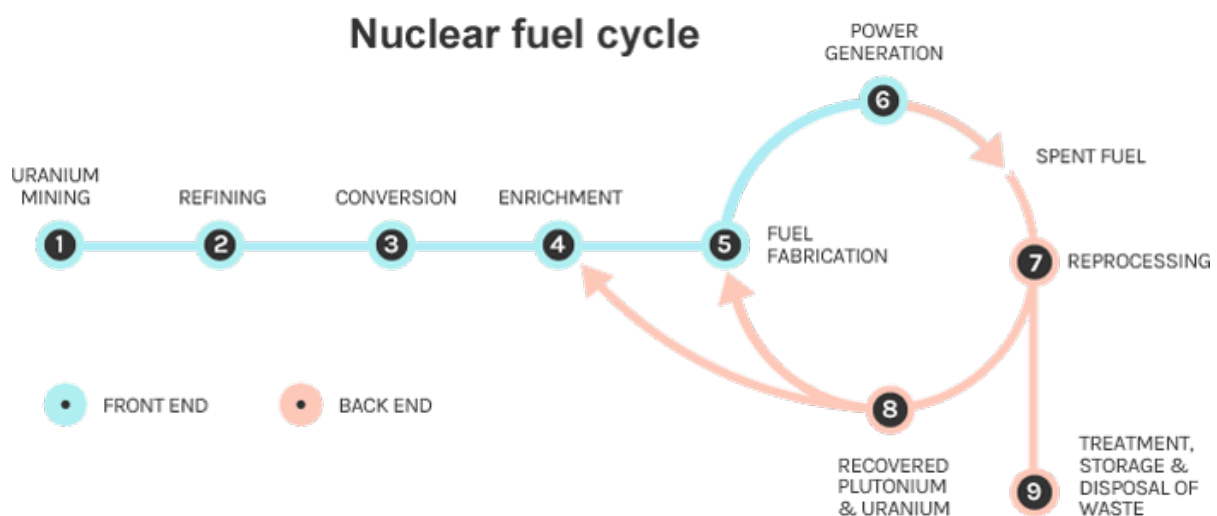 Nuclear fuel cycle
POWER
GENERATION
6
SPENT FUEL
URANIUM
MINING
REFINING
CONVERSION
ENRICHMENT
1
2
3
4
5
FUEL
FABRICATION
7
REPROCESSING
FRONT END
BACK END
8
RECOVERED
PLUTONIUM
& URANIUM
9
TREATMENT,
STORAGE &
DISPOSAL OF
WASTE